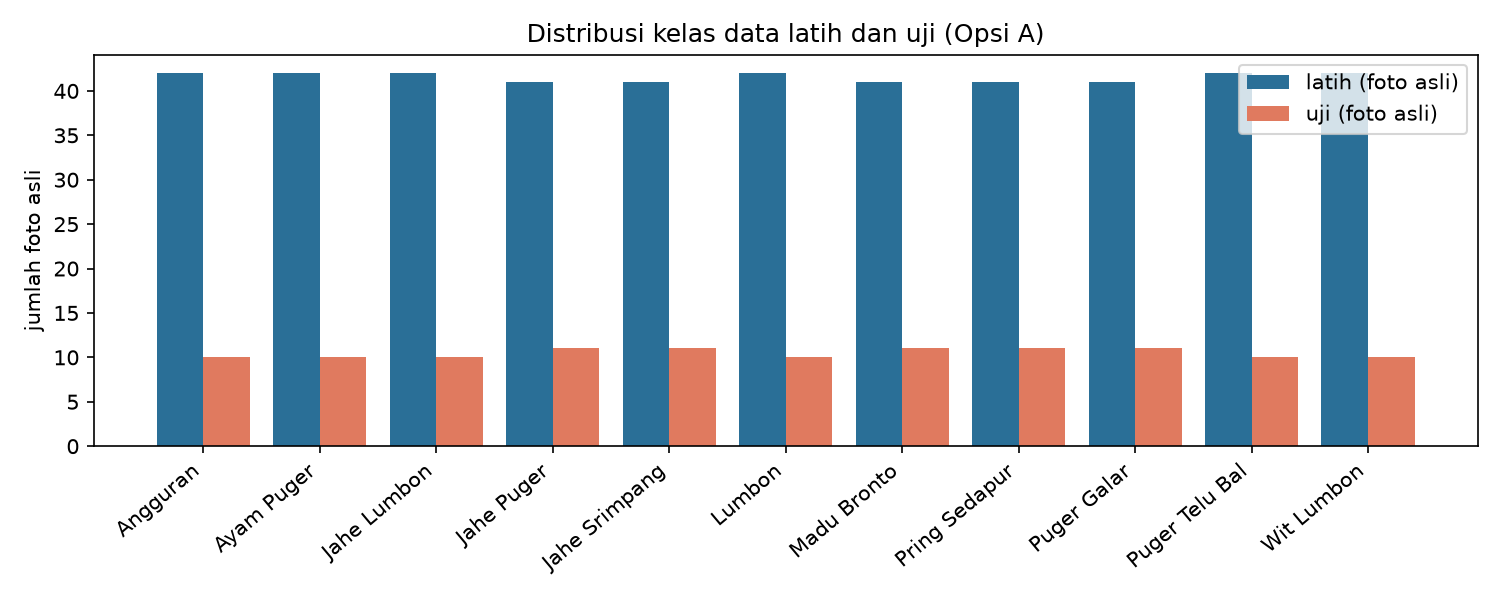 Distribusi kelas data latih dan uji (Opsi A)
latih (foto asli)
uji (foto asli)
jumlah foto asli
40
35
30
25
20
15
10
5
0
Angguran
Ayam Puger
Jahe Lumbon
Jahe Puger
Jahe Srimpang
Lumbon
Madu Bronto
Pring Sedapur
Puger Galar
Puger Telu Bal
Wit Lumbon